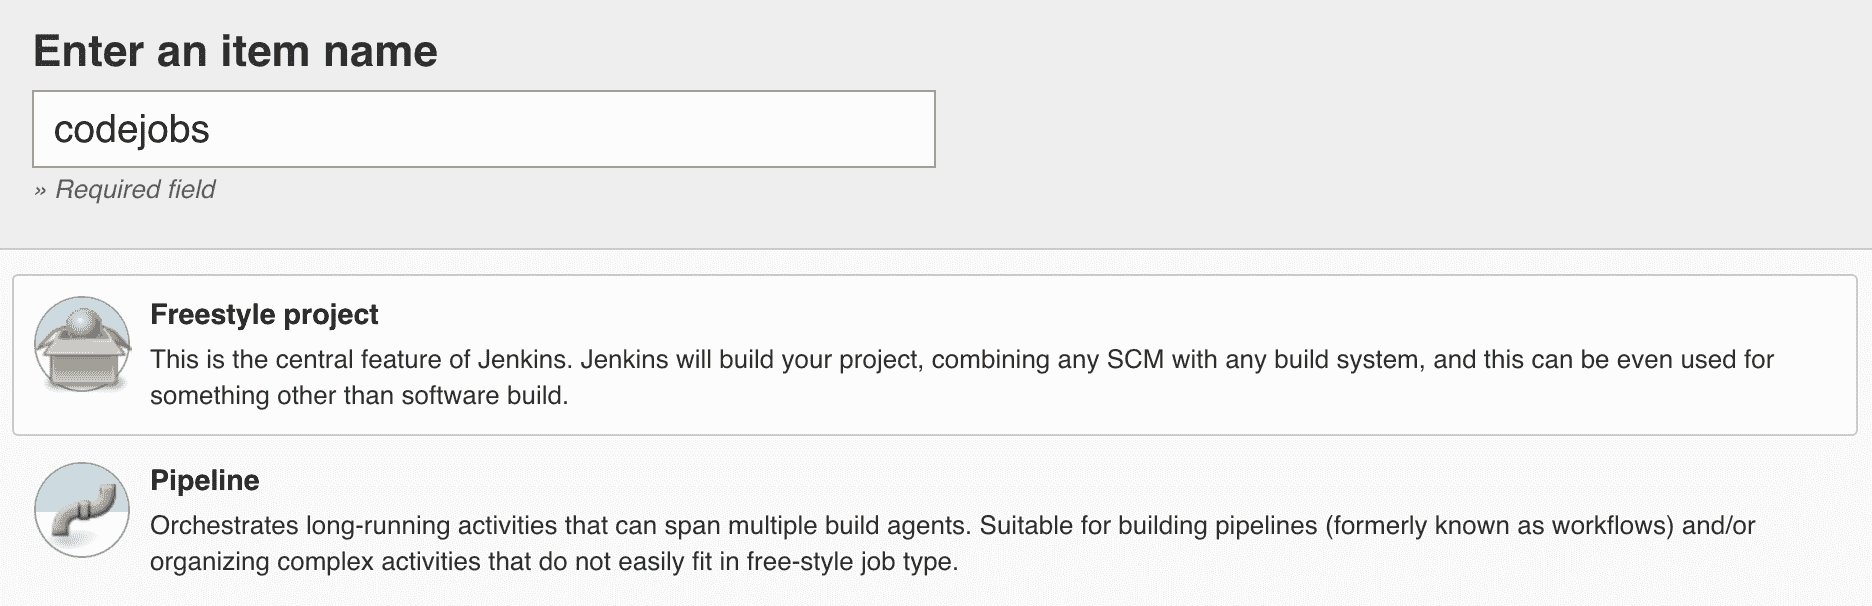 Enter an item name
codejobs
» Required field
Freestyle project
This is the central feature of Jenkins. Jenkins will build your project, combining any SCM with any build system, and this can be even used for
something other than software build.
Pipeline
Orchestrates long-running activities that can span multiple build agents. Suitable for building pipelines (formerly known as workflows) and/or
organizing complex activities that do not easily fit in free-style job type.